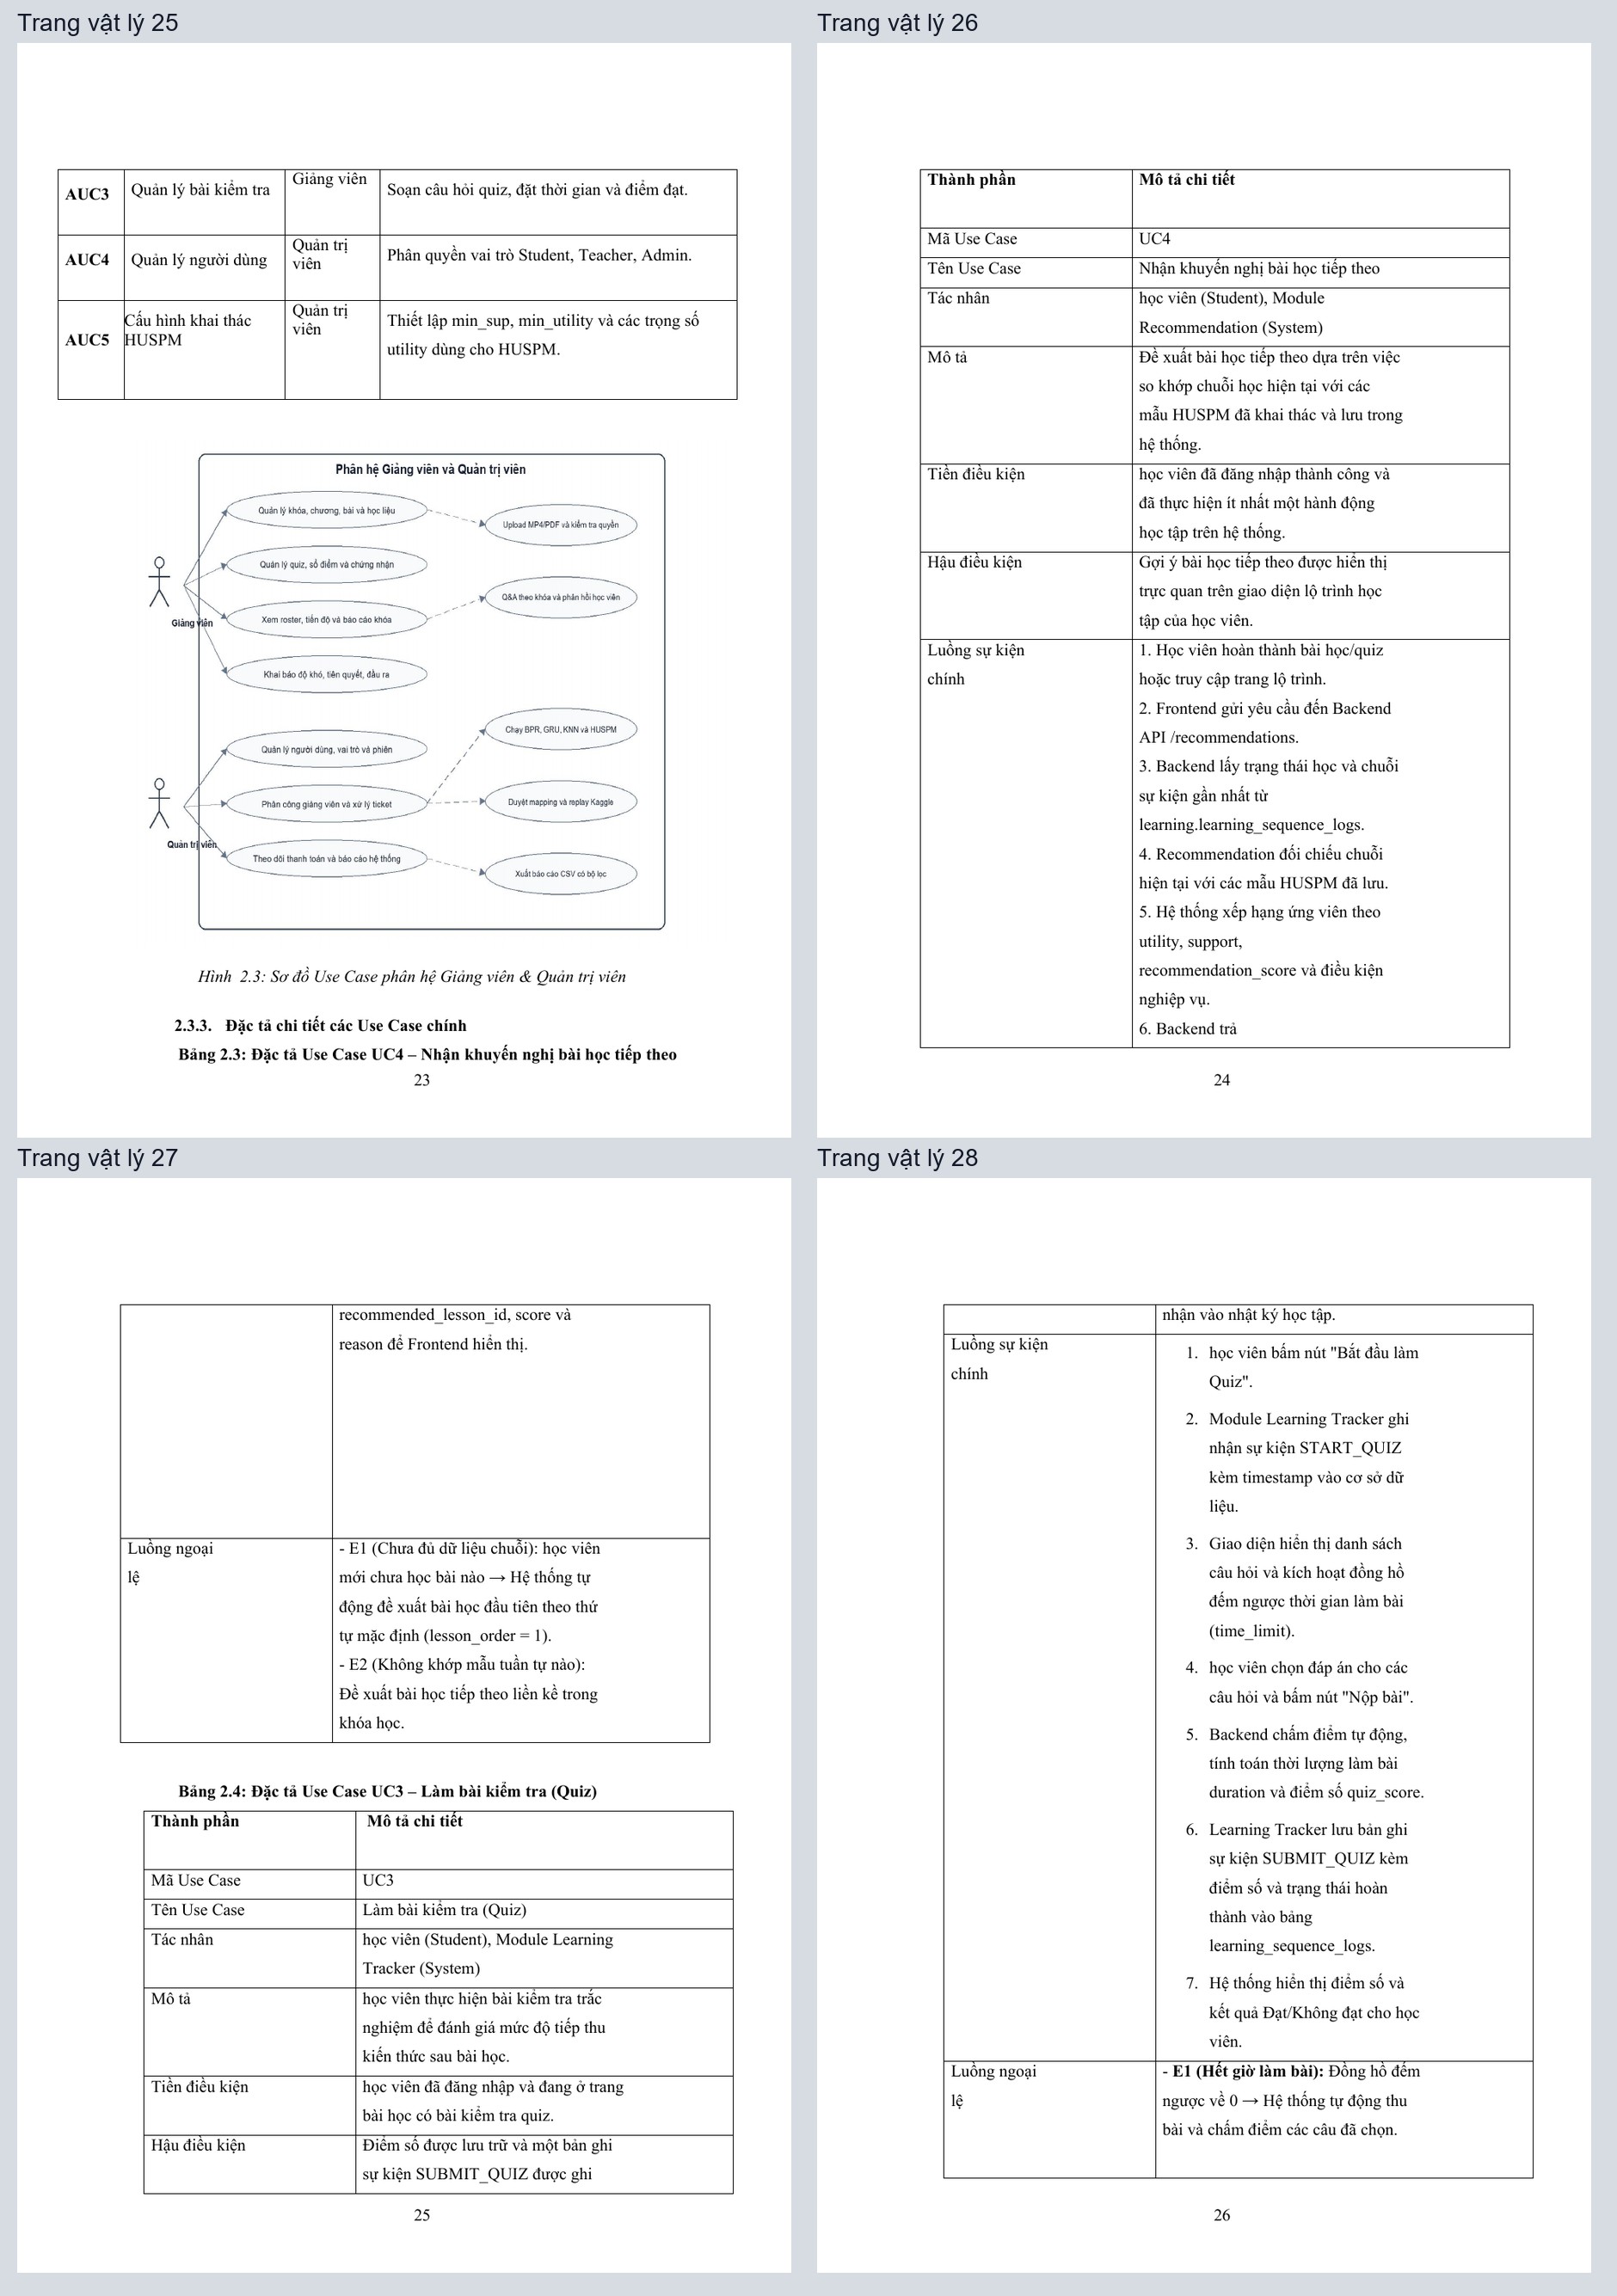 Trang vật lý 25
AUC3 Quản lý bài kiểm tra Giảng viên Soạn câu hỏi quiz, đặt thời gian và điểm đạt.
AUC4 Quản lý người dùng Quản trị viên Phân quyền vai trò Student, Teacher, Admin.
AUC5 Cấu hình khai thác HUSPM Quản trị viên Thiết lập min_sup, min_utility và các trọng số
utility dùng cho HUSPM.
Phân hệ Giảng viên và Quản trị viên
Quản lý khóa, chương, bài và học liệu
Upload MP4/PDF và kiểm tra quyền
Quản lý quiz, sổ điểm và chứng nhận
Q&A theo khóa và phản hồi học viên
Xem roster, tiến độ và báo cáo khóa
Giảng viên
Khai báo độ khó, tiên quyết, đầu ra
Chạy BPR, GRU, KNN và HUSPM
Quản lý người dùng, vai trò và phiên
Phân công giảng viên và xử lý ticket
Duyệt mapping và replay Kaggle
Quản trị viên
Theo dõi thanh toán và báo cáo hệ thống
Xuất báo cáo CSV có bộ lọc
Hình 2.3: Sơ đồ Use Case phân hệ Giảng viên & Quản trị viên
2.3.3. Đặc tả chi tiết các Use Case chính
Bảng 2.3: Đặc tả Use Case UC4 – Nhận khuyến nghị bài học tiếp theo
23
Trang vật lý 26
Thành phần Mô tả chi tiết
Mã Use Case UC4
Tên Use Case Nhận khuyến nghị bài học tiếp theo
Tác nhân học viên (Student), Module
Recommendation (System)
Mô tả Đề xuất bài học tiếp theo dựa trên việc
so khớp chuỗi học hiện tại với các
mẫu HUSPM đã khai thác và lưu trong
hệ thống.
Tiền điều kiện học viên đã đăng nhập thành công và
đã thực hiện ít nhất một hành động
học tập trên hệ thống.
Hậu điều kiện Gợi ý bài học tiếp theo được hiển thị
trực quan trên giao diện lộ trình học
tập của học viên.
Luồng sự kiện 1. Học viên hoàn thành bài học/quiz
chính hoặc truy cập trang lộ trình.
2. Frontend gửi yêu cầu đến Backend
API /recommendations.
3. Backend lấy trạng thái học và chuỗi
sự kiện gần nhất từ
learning.learning_sequence_logs.
4. Recommendation đối chiếu chuỗi
hiện tại với các mẫu HUSPM đã lưu.
5. Hệ thống xếp hạng ứng viên theo
utility, support,
recommendation_score và điều kiện
nghiệp vụ.
6. Backend trả
24
Trang vật lý 27
recommended_lesson_id, score và
reason để Frontend hiển thị.
Luồng ngoại - E1 (Chưa đủ dữ liệu chuỗi): học viên
lệ mới chưa học bài nào → Hệ thống tự
động đề xuất bài học đầu tiên theo thứ
tự mặc định (lesson_order = 1).
- E2 (Không khớp mẫu tuần tự nào):
Đề xuất bài học tiếp theo liền kề trong
khóa học.
Bảng 2.4: Đặc tả Use Case UC3 – Làm bài kiểm tra (Quiz)
Thành phần Mô tả chi tiết
Mã Use Case UC3
Tên Use Case Làm bài kiểm tra (Quiz)
Tác nhân học viên (Student), Module Learning
Tracker (System)
Mô tả học viên thực hiện bài kiểm tra trắc
nghiệm để đánh giá mức độ tiếp thu
kiến thức sau bài học.
Tiền điều kiện học viên đã đăng nhập và đang ở trang
bài học có bài kiểm tra quiz.
Hậu điều kiện Điểm số được lưu trữ và một bản ghi
sự kiện SUBMIT_QUIZ được ghi
25
Trang vật lý 28
nhận vào nhật ký học tập.
Luồng sự kiện 1. học viên bấm nút "Bắt đầu làm
chính Quiz".
2. Module Learning Tracker ghi
nhận sự kiện START_QUIZ
kèm timestamp vào cơ sở dữ
liệu.
3. Giao diện hiển thị danh sách
câu hỏi và kích hoạt đồng hồ
đếm ngược thời gian làm bài
(time_limit).
4. học viên chọn đáp án cho các
câu hỏi và bấm nút "Nộp bài".
5. Backend chấm điểm tự động,
tính toán thời lượng làm bài
duration và điểm số quiz_score.
6. Learning Tracker lưu bản ghi
sự kiện SUBMIT_QUIZ kèm
điểm số và trạng thái hoàn
thành vào bảng
learning_sequence_logs.
7. Hệ thống hiển thị điểm số và
kết quả Đạt/Không đạt cho học
viên.
Luồng ngoại - E1 (Hết giờ làm bài): Đồng hồ đếm
lệ ngược về 0 → Hệ thống tự động thu
bài và chấm điểm các câu đã chọn.
26